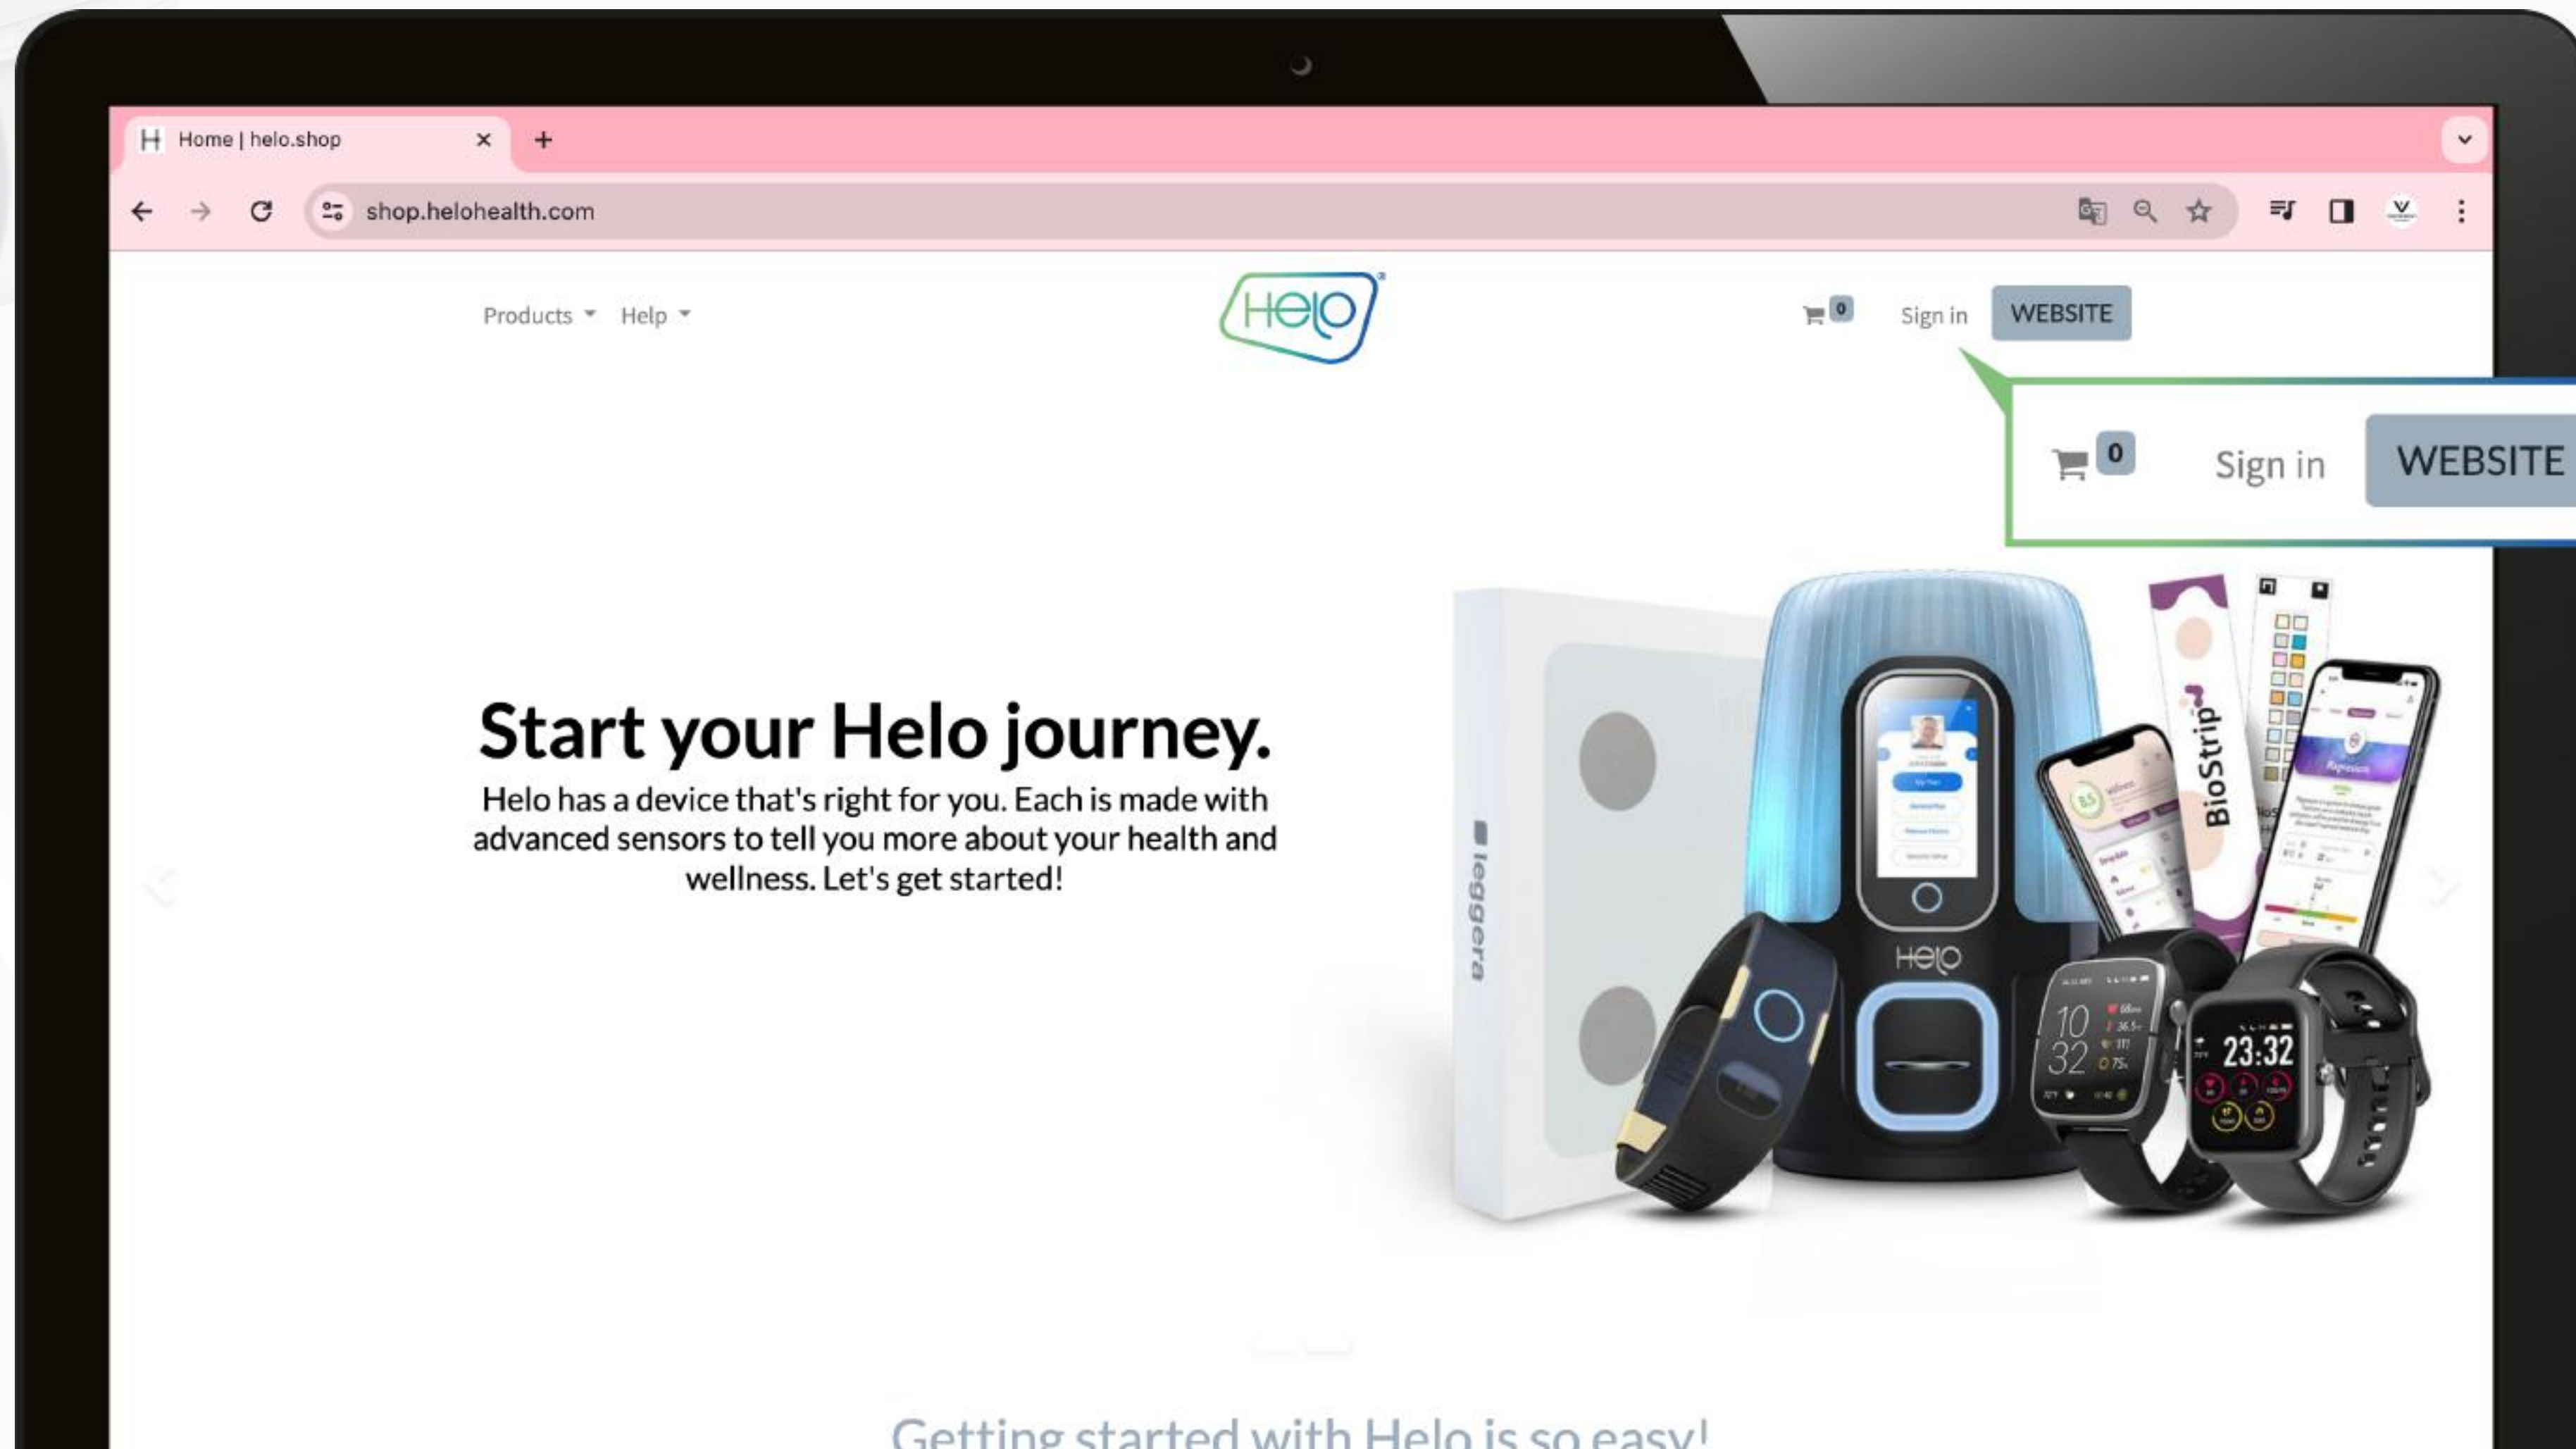 Home | helo.shop
shop.helohealth.com
Products
Help
Helo
0
Sign in
WEBSITE
0
Sign in
WEBSITE
Start your Helo journey.
Helo has a device that's right for you. Each is made with
advanced sensors to tell you more about your health and
wellness. Let's get started!
leggera
Helo
BioStrip
8.5
wellness
10
32
23:32
Getting started with Helo is so easy!